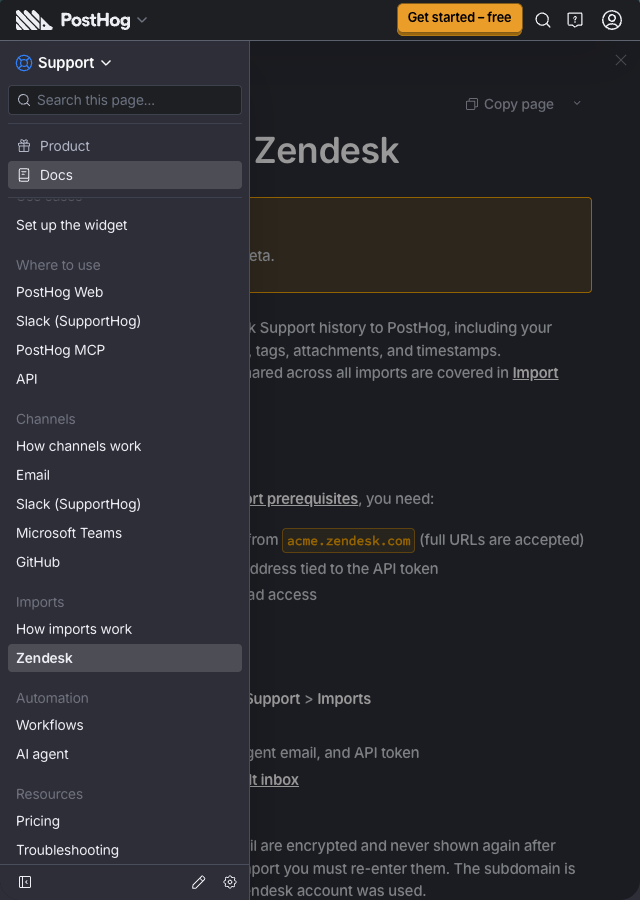 PostHog
Get started – free
Support
Search this page...
Copy page
Product
Docs
Zendesk
Set up the widget
eta.
Where to use
PostHog Web
Slack (SupportHog)
PostHog MCP
API
k Support history to PostHog, including your
, tags, attachments, and timestamps.
ared across all imports are covered in Import
Channels
How channels work
Email
Slack (SupportHog)
Microsoft Teams
GitHub
rt prerequisites, you need:
from acme.zendesk.com (full URLs are accepted)
ddress tied to the API token
ad access
Imports
How imports work
Zendesk
Support > Imports
Automation
Workflows
AI agent
gent email, and API token
lt inbox
Resources
Pricing
Troubleshooting
il are encrypted and never shown again after
port you must re-enter them. The subdomain is
endesk account was used.